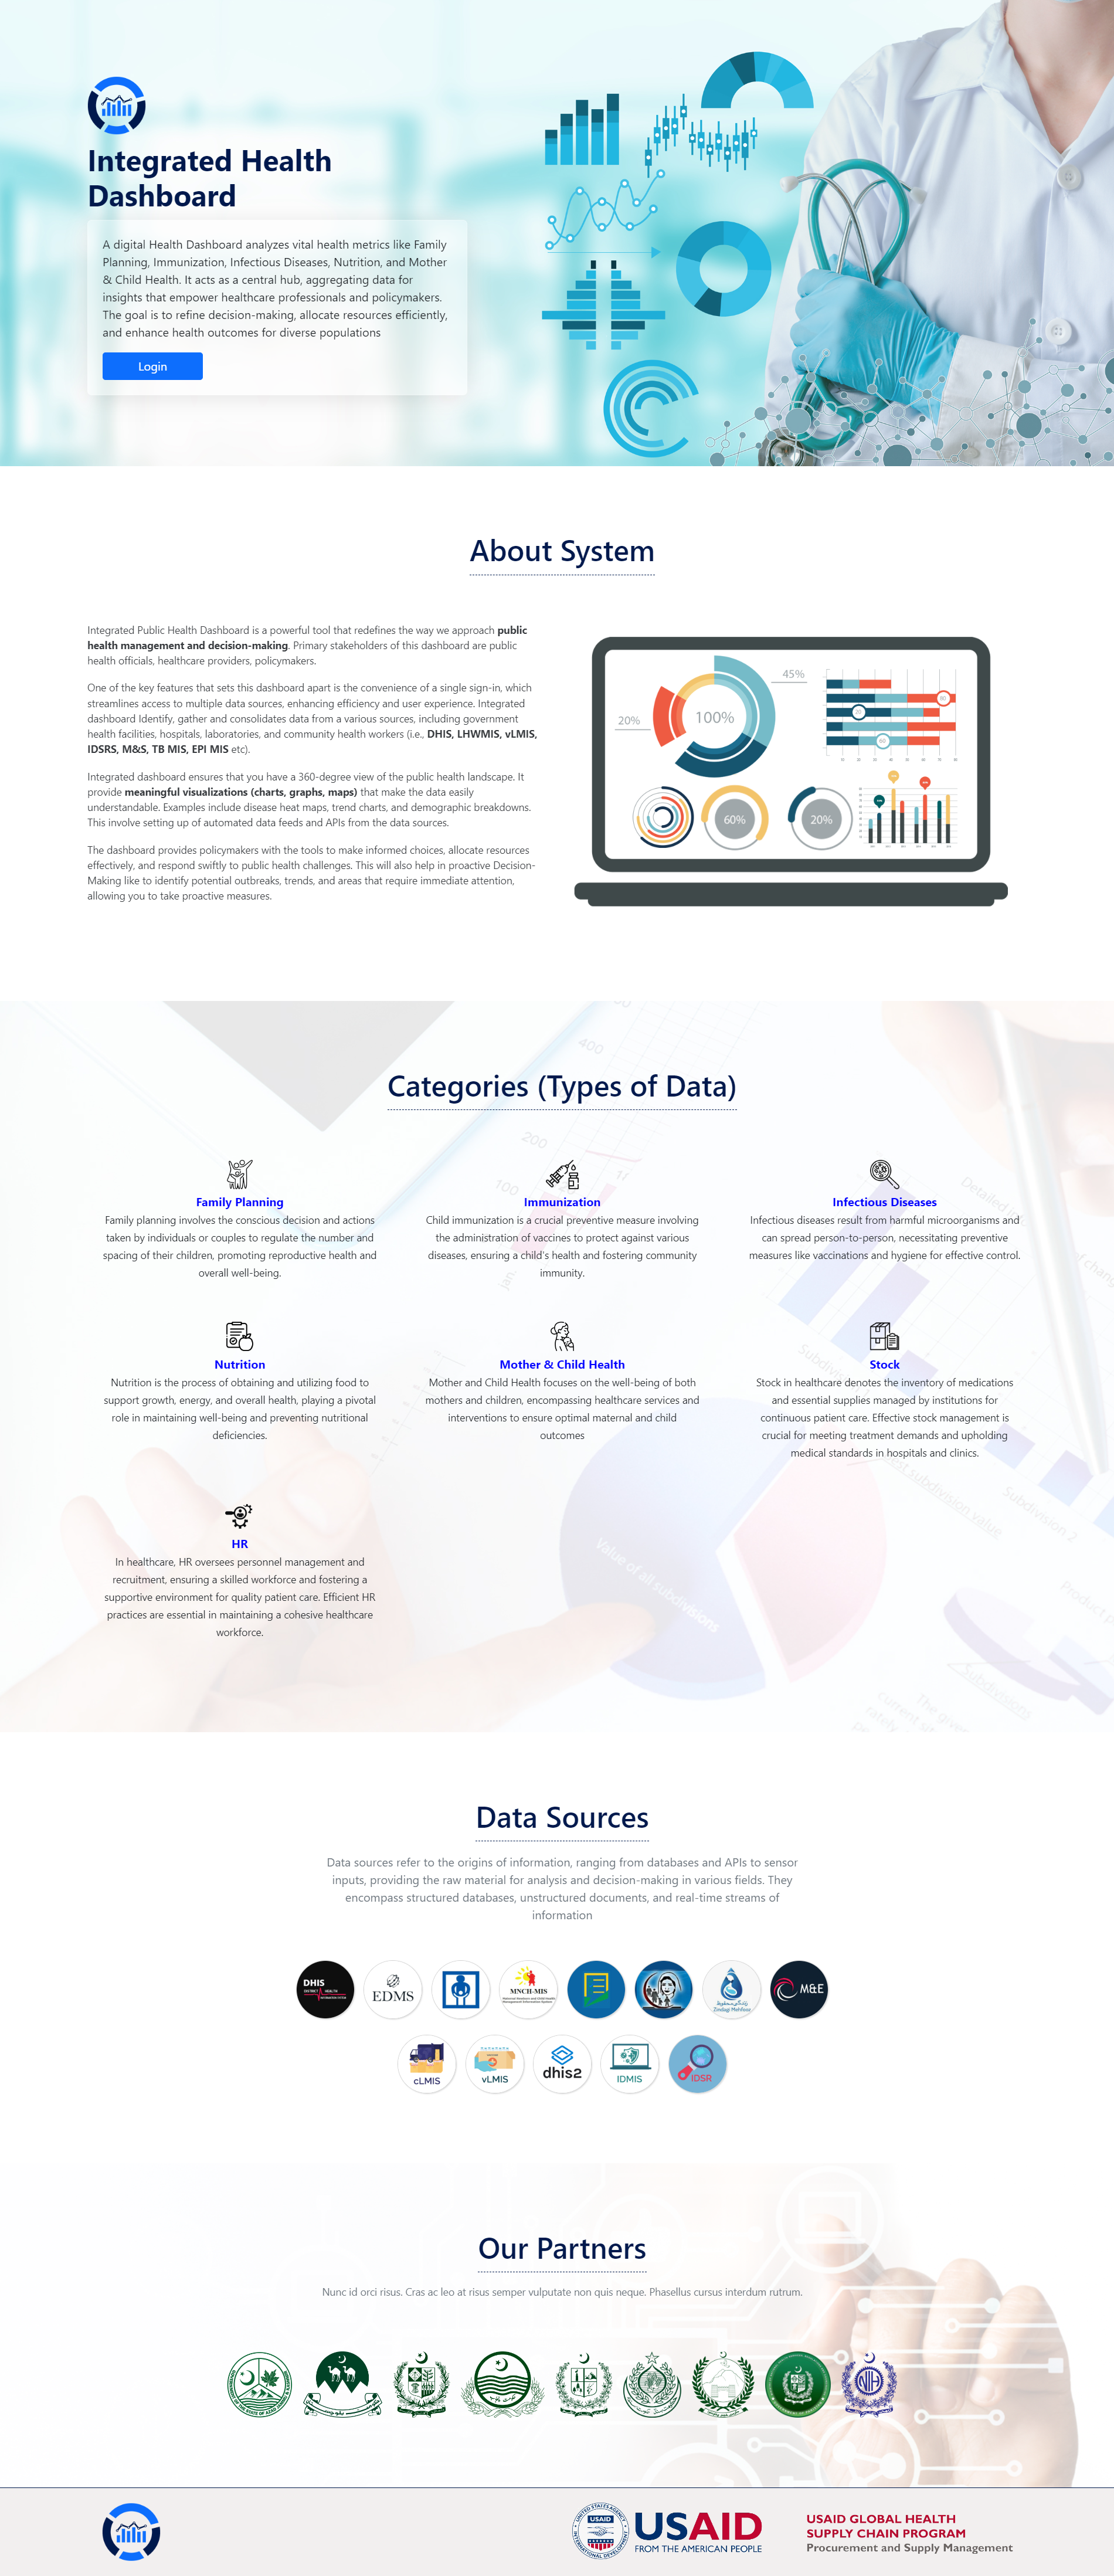 Integrated Health
Dashboard
A digital Health Dashboard analyzes vital health metrics like Family
Planning, Immunization, Infectious Diseases, Nutrition, and Mother
& Child Health. It acts as a central hub, aggregating data for
insights that empower healthcare professionals and policymakers.
The goal is to refine decision-making, allocate resources efficiently,
and enhance health outcomes for diverse populations
Login
About System
Integrated Public Health Dashboard is a powerful tool that redefines the way we approach public
health management and decision-making. Primary stakeholders of this dashboard are public
health officials, healthcare providers, policymakers.
One of the key features that sets this dashboard apart is the convenience of a single sign-in, which
streamlines access to multiple data sources, enhancing efficiency and user experience. Integrated
dashboard Identify, gather and consolidates data from a various sources, including government
health facilities, hospitals, laboratories, and community health workers (i.e., DHIS, LHWMIS, vLMIS,
IDSRS, M&S, TB MIS, EPI MIS etc).
Integrated dashboard ensures that you have a 360-degree view of the public health landscape. It
provide meaningful visualizations (charts, graphs, maps) that make the data easily
understandable. Examples include disease heat maps, trend charts, and demographic breakdowns.
This involve setting up of automated data feeds and APIs from the data sources.
The dashboard provides policymakers with the tools to make informed choices, allocate resources
effectively, and respond swiftly to public health challenges. This will also help in proactive Decision-
Making like to identify potential outbreaks, trends, and areas that require immediate attention,
allowing you to take proactive measures.
45%
20%
100%
60%
20%
Categories (Types of Data)
400
200
100
Jan.
Family Planning
Family planning involves the conscious decision and actions
taken by individuals or couples to regulate the number and
spacing of their children, promoting reproductive health and
overall well-being.
Immunization
Child immunization is a crucial preventive measure involving
the administration of vaccines to protect against various
diseases, ensuring a child's health and fostering community
immunity.
Infectious Diseases
Infectious diseases result from harmful microorganisms and
can spread person-to-person, necessitating preventive
measures like vaccinations and hygiene for effective control.
Nutrition
Nutrition is the process of obtaining and utilizing food to
support growth, energy, and overall health, playing a pivotal
role in maintaining well-being and preventing nutritional
deficiencies.
Mother & Child Health
Mother and Child Health focuses on the well-being of both
mothers and children, encompassing healthcare services and
interventions to ensure optimal maternal and child
outcomes
Stock
Stock in healthcare denotes the inventory of medications
and essential supplies managed by institutions for
continuous patient care. Effective stock management is
crucial for meeting treatment demands and upholding
medical standards in hospitals and clinics.
HR
In healthcare, HR oversees personnel management and
recruitment, ensuring a skilled workforce and fostering a
supportive environment for quality patient care. Efficient HR
practices are essential in maintaining a cohesive healthcare
workforce.
Value of all subdivisions
Subdivision 2
Subdivisions
Data Sources
Data sources refer to the origins of information, ranging from databases and APIs to sensor
inputs, providing the raw material for analysis and decision-making in various fields. They
encompass structured databases, unstructured documents, and real-time streams of
information
DHIS
EDMS
MNCH-MIS
Zindagi Mehfooz
M&E
cLMIS
vLMIS
dhis2
IDMIS
IDSR
Our Partners
Nunc id orci risus. Cras ac leo at risus semper vulputate non quis neque. Phasellus cursus interdum rutrum.
NIH
UNITED STATES AGENCY
INTERNATIONAL DEVELOPMENT
USAID
USAID
FROM THE AMERICAN PEOPLE
USAID GLOBAL HEALTH
SUPPLY CHAIN PROGRAM
Procurement and Supply Management